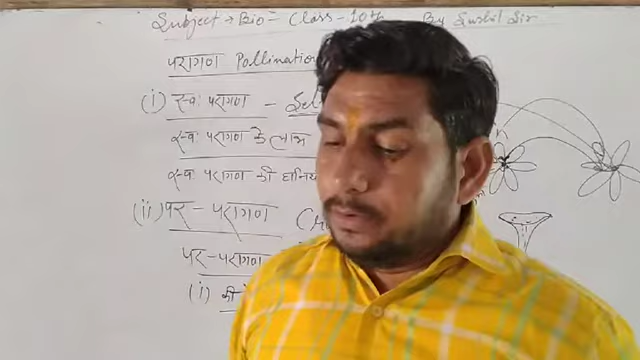 Subject → Bio - Class - 10th By Sushil Sir
परागण Pollination
(i) स्व: परागण - Sel
स्व: परागण के लाभ
स्व: परागण की हानिय
(ii) पर - परागण (
पर - परागण
(i) की